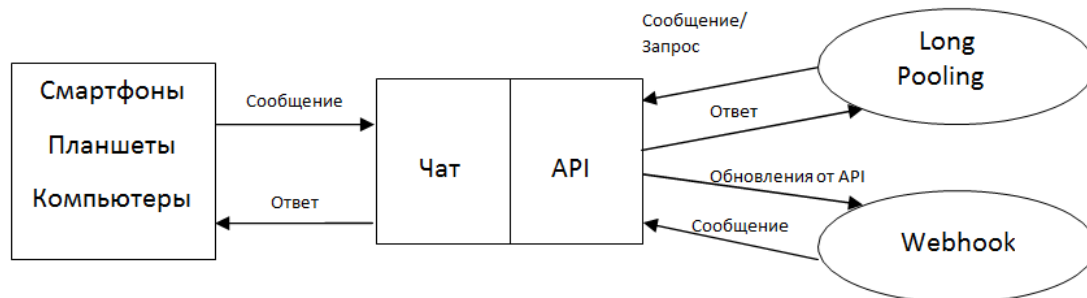 Смартфоны
Планшеты
Компьютеры
Сообщение
Ответ
Чат
API
Сообщение/
Запрос
Ответ
Обновления от API
Сообщение
Long
Pooling
Webhook